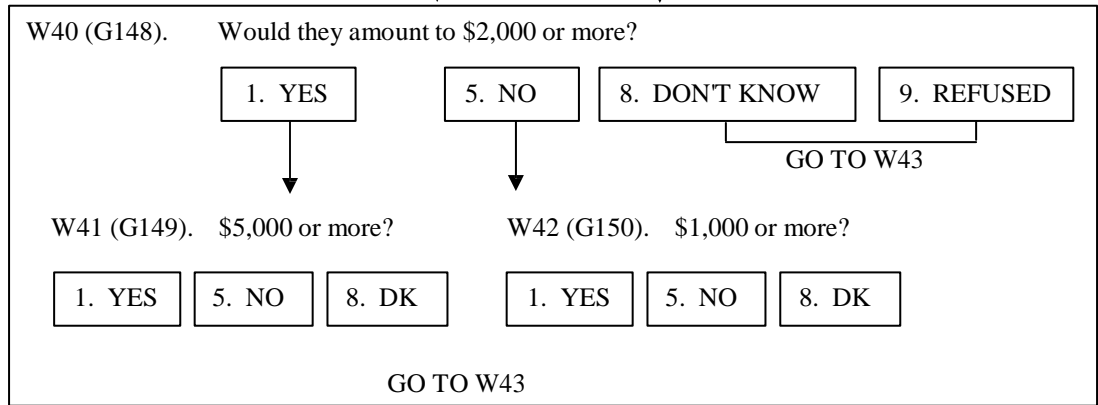 W40 (G148). Would they amount to $2,000 or more?
1. YES 5. NO 8. DON'T KNOW 9. REFUSED
GO TO W43
W41 (G149). $5,000 or more? W42 (G150). $1,000 or more?
1. YES 5. NO 8. DK 1. YES 5. NO 8. DK
GO TO W43